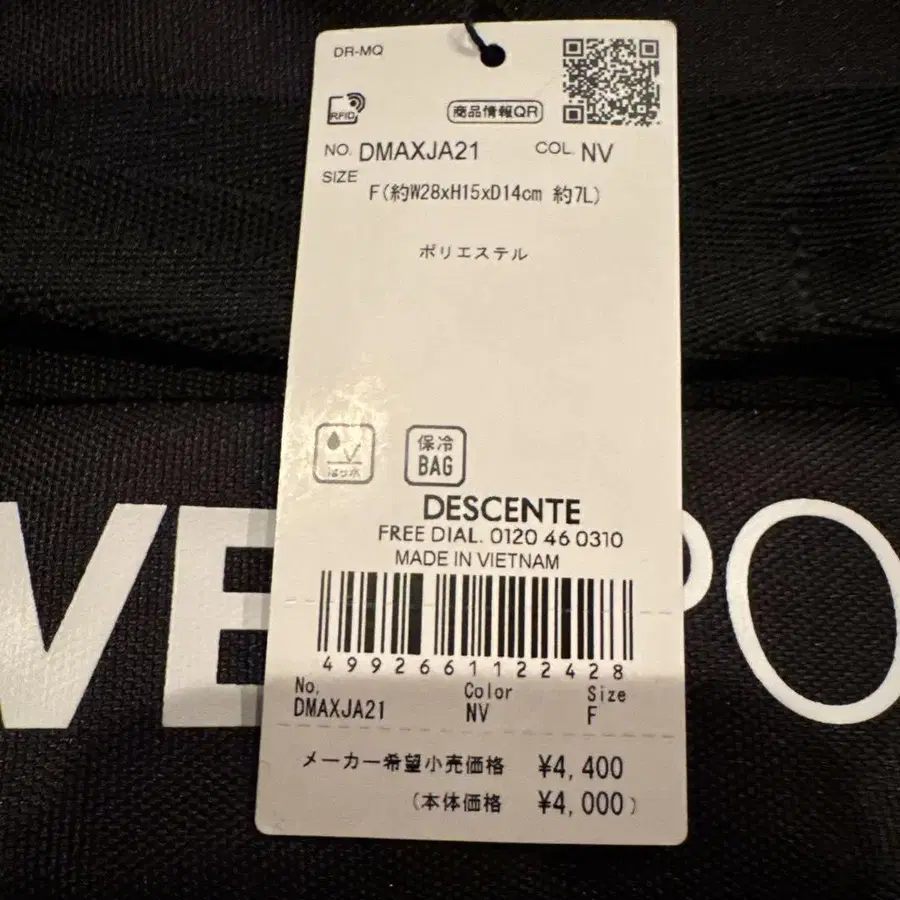 DR-MQ
RFID
商品情報QR
NO. DMAXJA21 COL. NV
SIZE
F(約W28xH15xD14cm 約7L)
ポリエステル
はっ水
保冷
BAG
DESCENTE
FREE DIAL. 0120 46 0310
MADE IN VIETNAM
VE
PO
4992661122428
No. Color Size
DMAXJA21 NV F
メーカー希望小売価格 ¥4,400
(本体価格 ¥4,000)